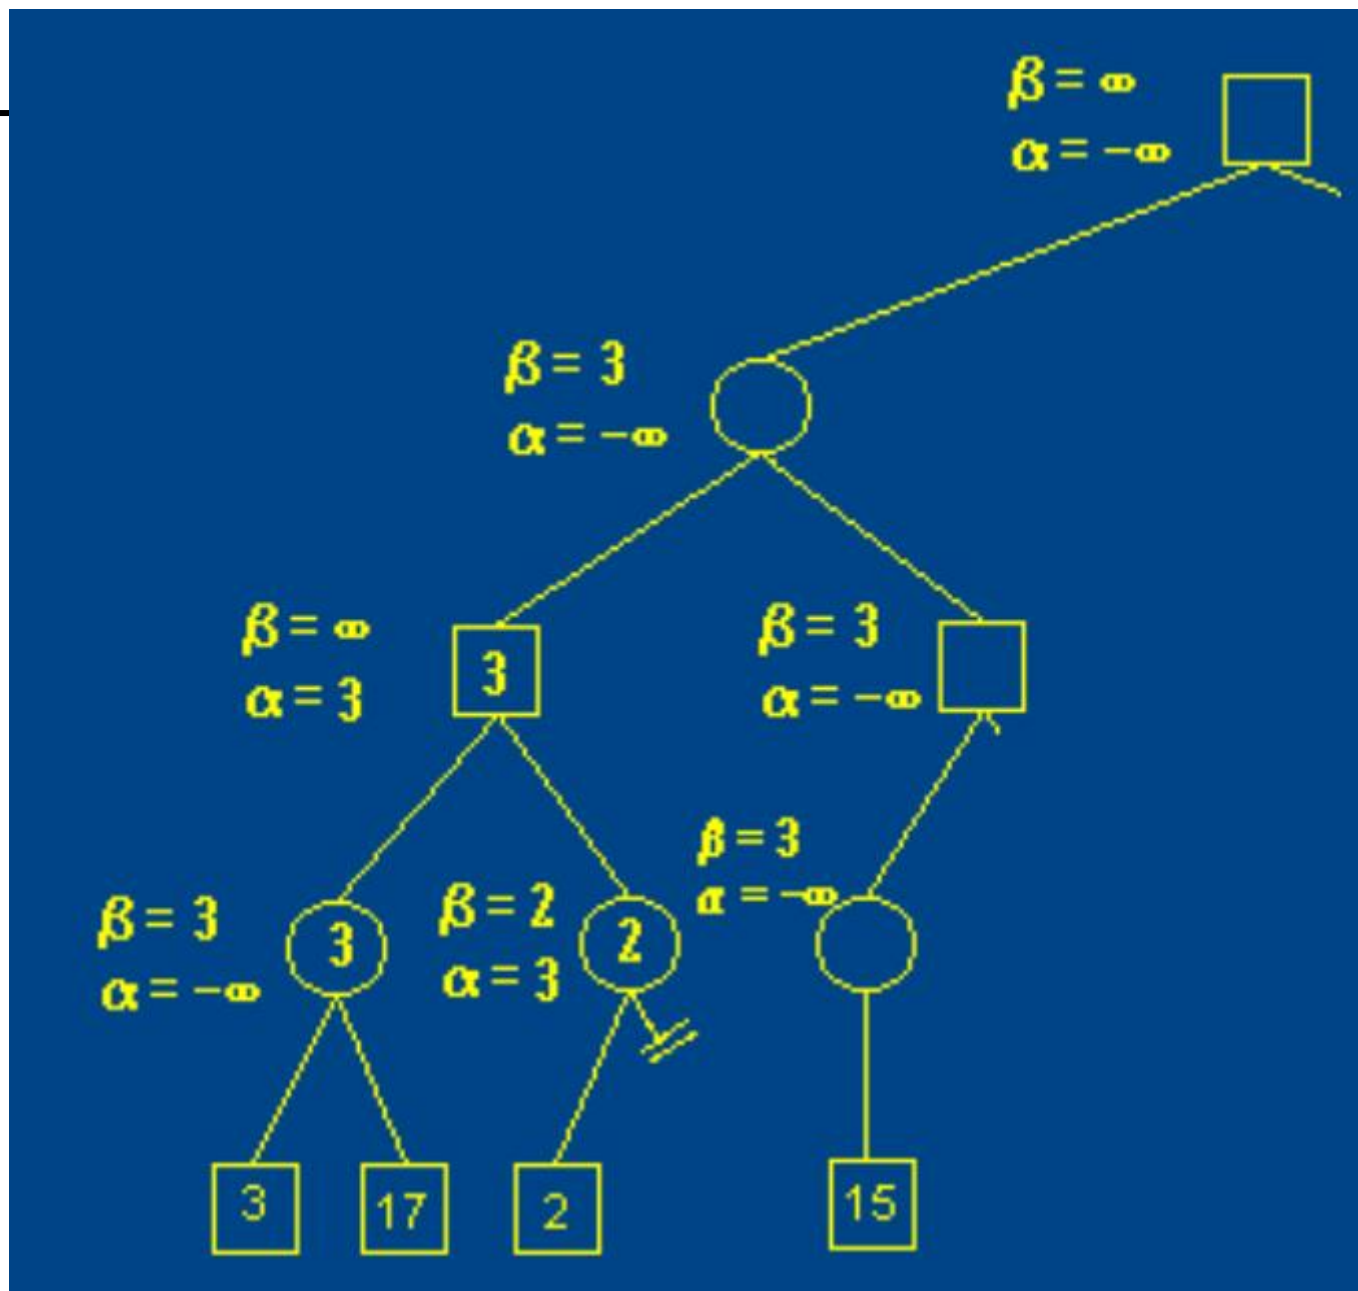 β = ∞
α = -∞
β = 3
α = -∞
β = ∞
α = 3
3
β = 3
α = -∞
β = 3
α = -∞
3
β = 2
α = 3
2
β = 3
α = -∞
3
17
2
15